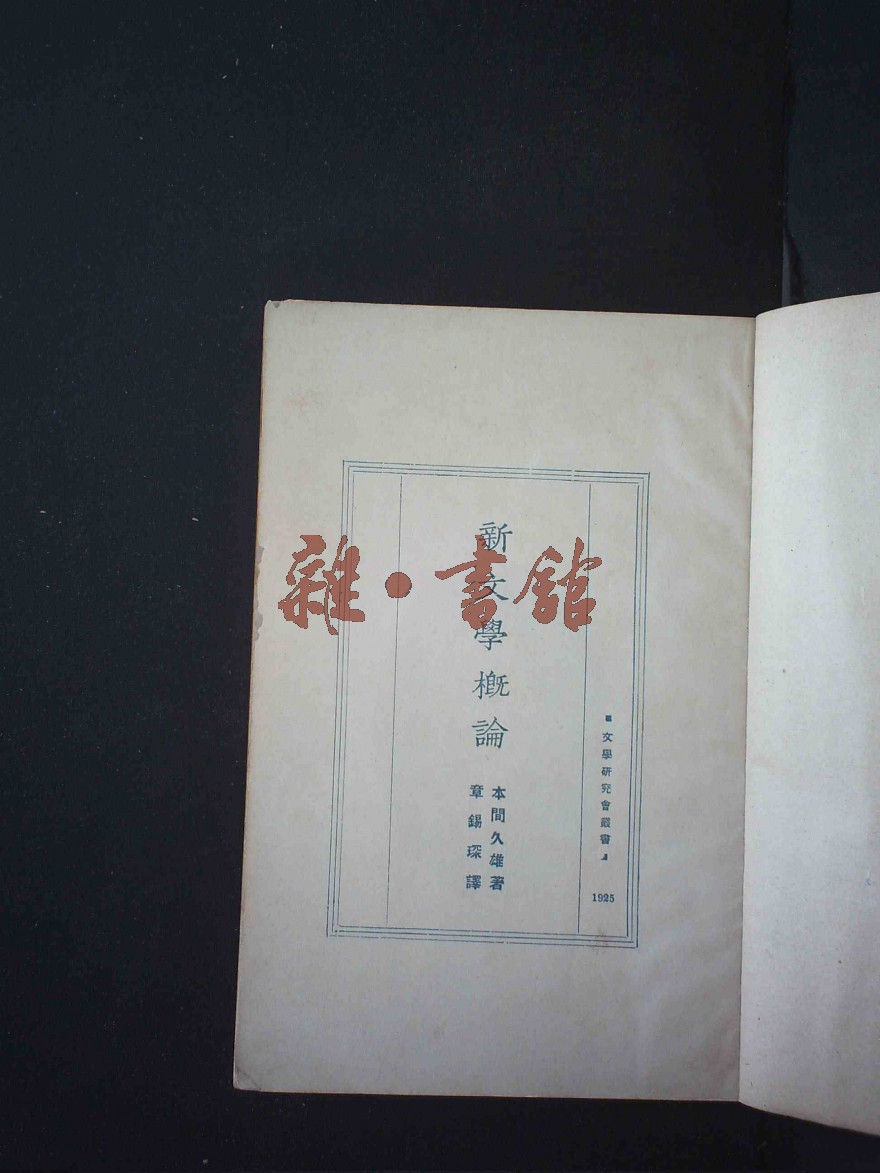 『文學研究會叢書』
1925
新文學概論
本間久雄著
章錫琛譯
雜·書館